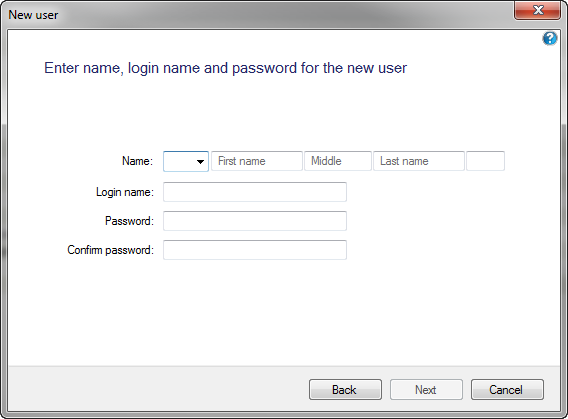 New user
Enter name, login name and password for the new user
Name: First name Middle Last name
Login name:
Password:
Confirm password:
Back Next Cancel